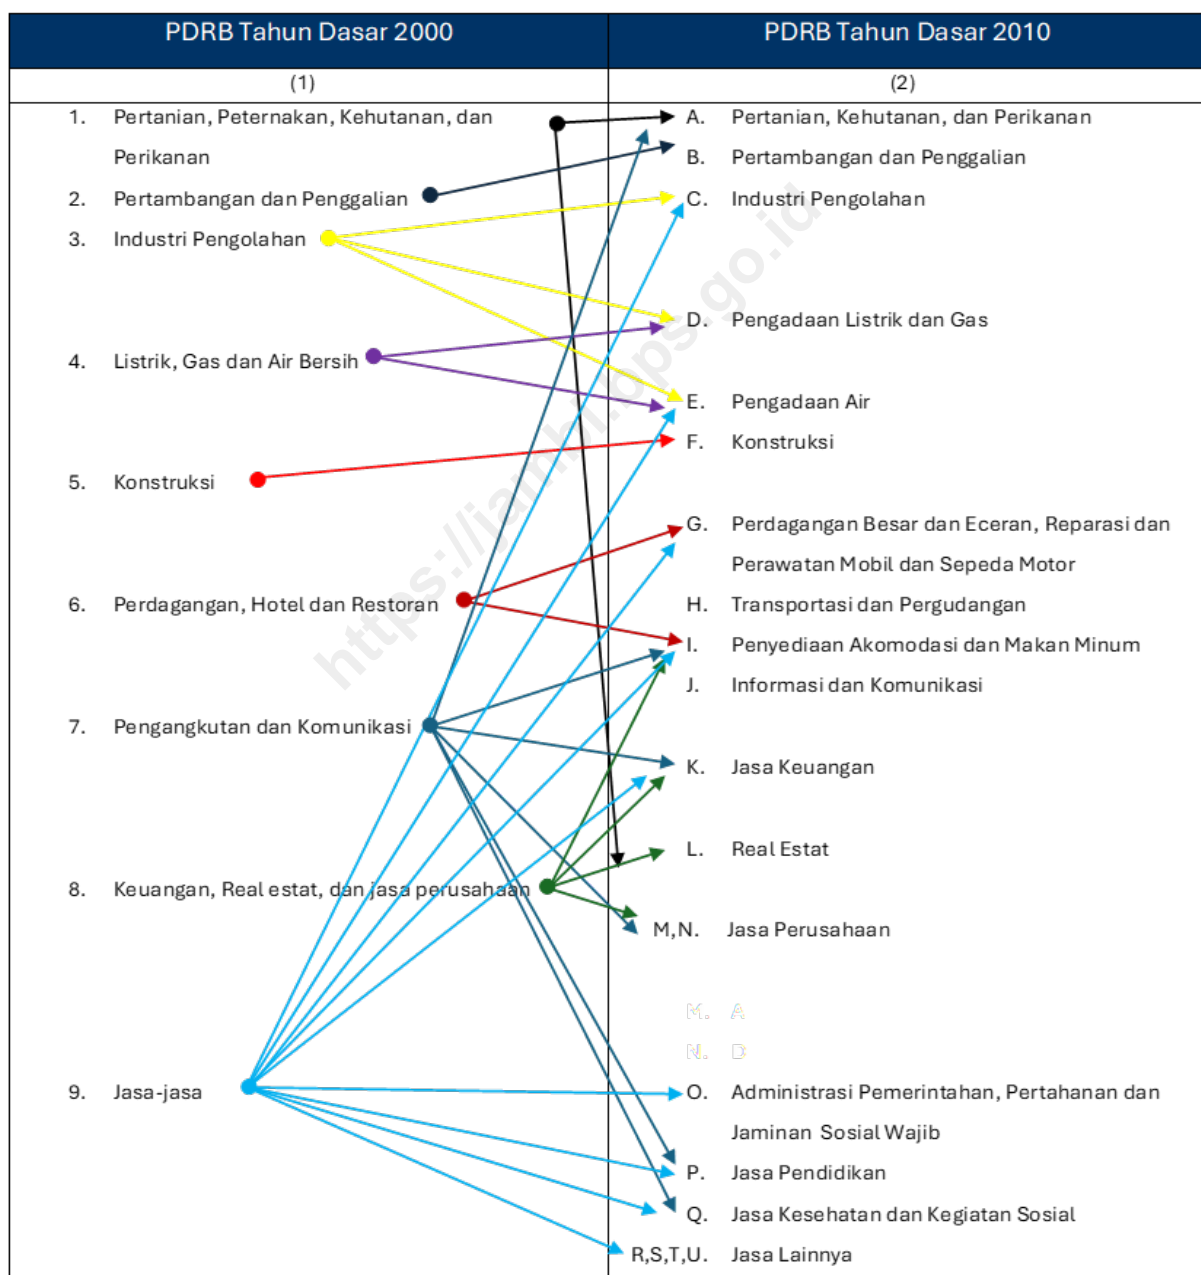 PDRB Tahun Dasar 2000
PDRB Tahun Dasar 2010
(1)
(2)
1. Pertanian, Peternakan, Kehutanan, dan
Perikanan
2. Pertambangan dan Penggalian
3. Industri Pengolahan
4. Listrik, Gas dan Air Bersih
5. Konstruksi
6. Perdagangan, Hotel dan Restoran
7. Pengangkutan dan Komunikasi
8. Keuangan, Real estat, dan jasa perusahaan
9. Jasa-jasa
A. Pertanian, Kehutanan, dan Perikanan
B. Pertambangan dan Penggalian
C. Industri Pengolahan
D. Pengadaan Listrik dan Gas
E. Pengadaan Air
F. Konstruksi
G. Perdagangan Besar dan Eceran, Reparasi dan
Perawatan Mobil dan Sepeda Motor
H. Transportasi dan Pergudangan
I. Penyediaan Akomodasi dan Makan Minum
J. Informasi dan Komunikasi
K. Jasa Keuangan
L. Real Estat
M,N. Jasa Perusahaan
M. A
N. D
O. Administrasi Pemerintahan, Pertahanan dan
Jaminan Sosial Wajib
P. Jasa Pendidikan
Q. Jasa Kesehatan dan Kegiatan Sosial
R,S,T,U. Jasa Lainnya
https://jambi.bps.go.id